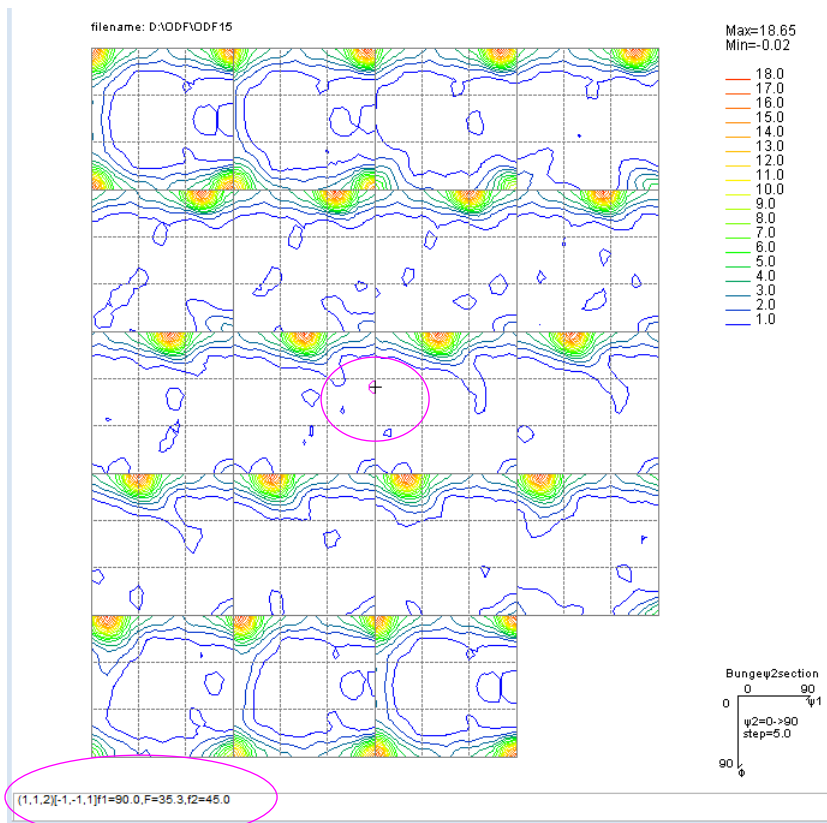 filename: D:\ODF\ODF15
Max=18.65
Min=-0.02
18.0
17.0
16.0
15.0
14.0
13.0
12.0
11.0
10.0
9.0
8.0
7.0
6.0
5.0
4.0
3.0
2.0
1.0
Bungeψ2section
0 90
0 ψ1
ψ2=0->90
step=5.0
90 Φ
(1,1,2)[-1,-1,1]f1=90.0,F=35.3,f2=45.0